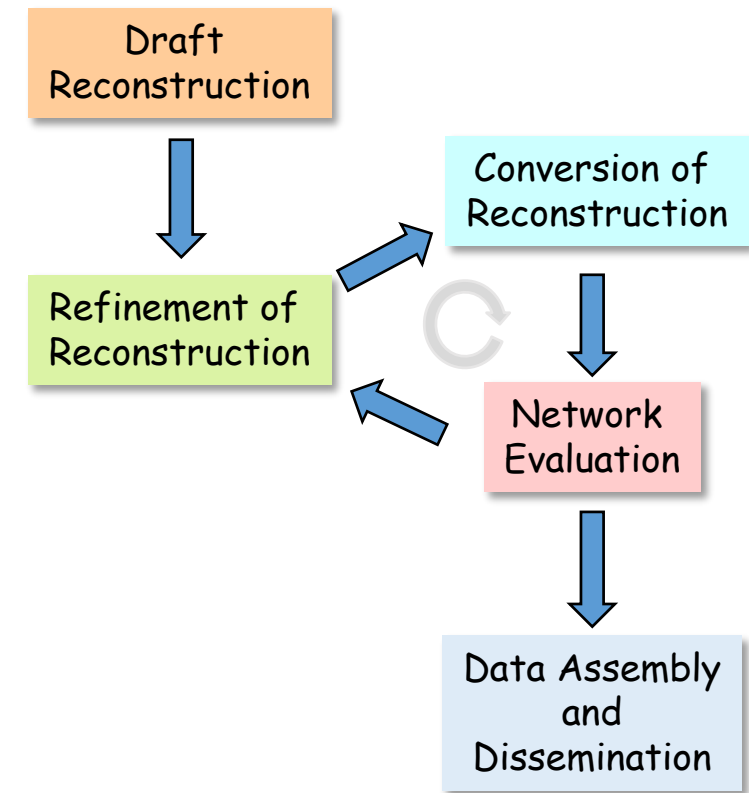 Draft
Reconstruction
Conversion of
Reconstruction
Refinement of
Reconstruction
Network
Evaluation
Data Assembly
and
Dissemination